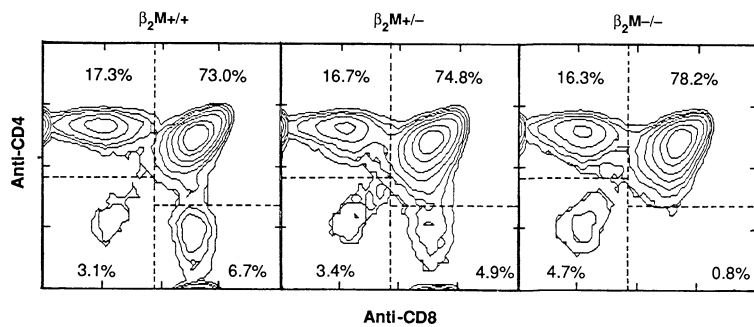 β₂M+/+ β₂M+/– β₂M–/–
17.3% 73.0% 16.7% 74.8% 16.3% 78.2%
Anti-CD4
3.1% 6.7% 3.4% 4.9% 4.7% 0.8%
Anti-CD8